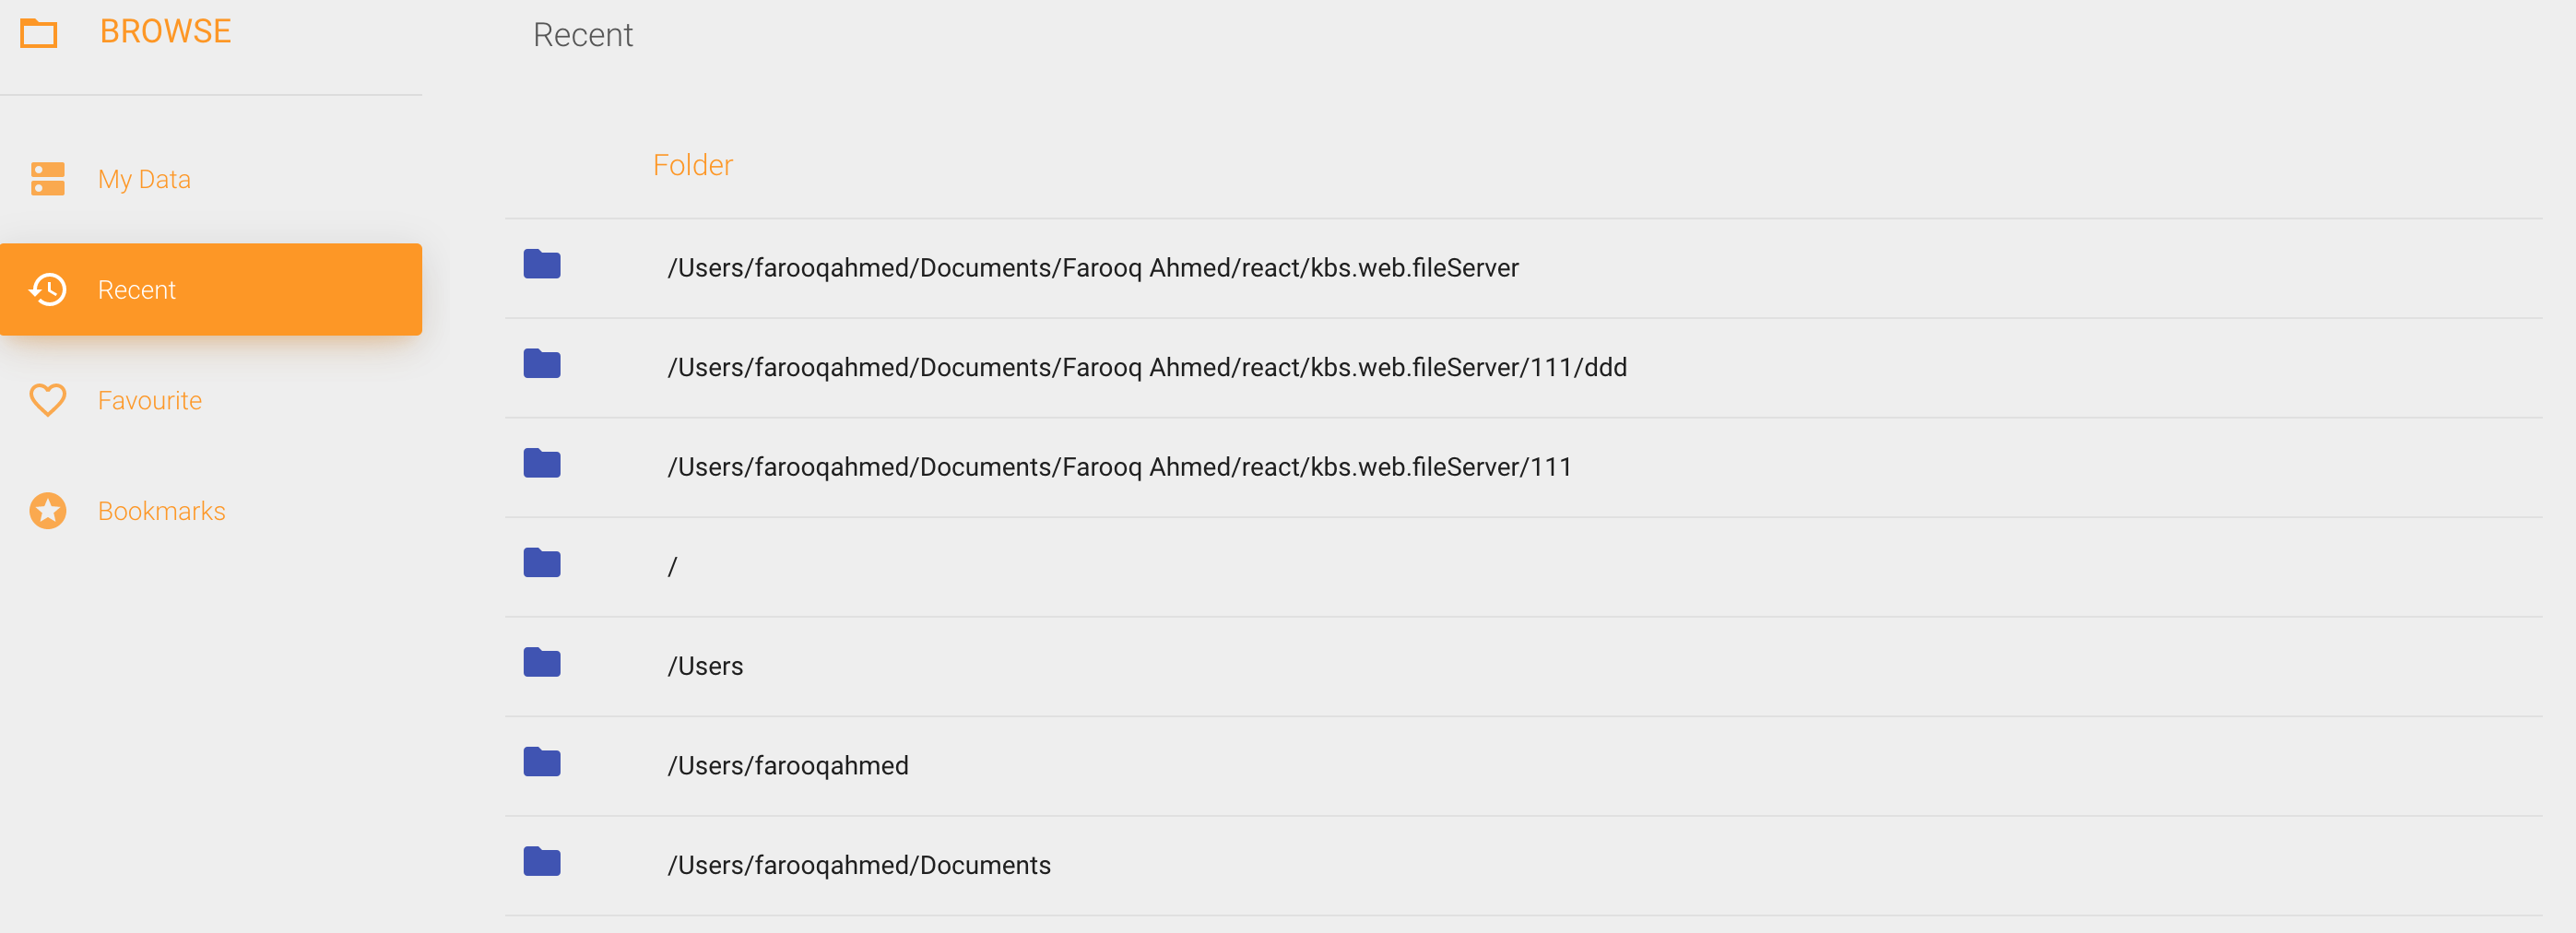 BROWSE
My Data
Recent
Favourite
Bookmarks
Recent
Folder
/Users/farooqahmed/Documents/Farooq Ahmed/react/kbs.web.fileServer
/Users/farooqahmed/Documents/Farooq Ahmed/react/kbs.web.fileServer/111/ddd
/Users/farooqahmed/Documents/Farooq Ahmed/react/kbs.web.fileServer/111
/
/Users
/Users/farooqahmed
/Users/farooqahmed/Documents